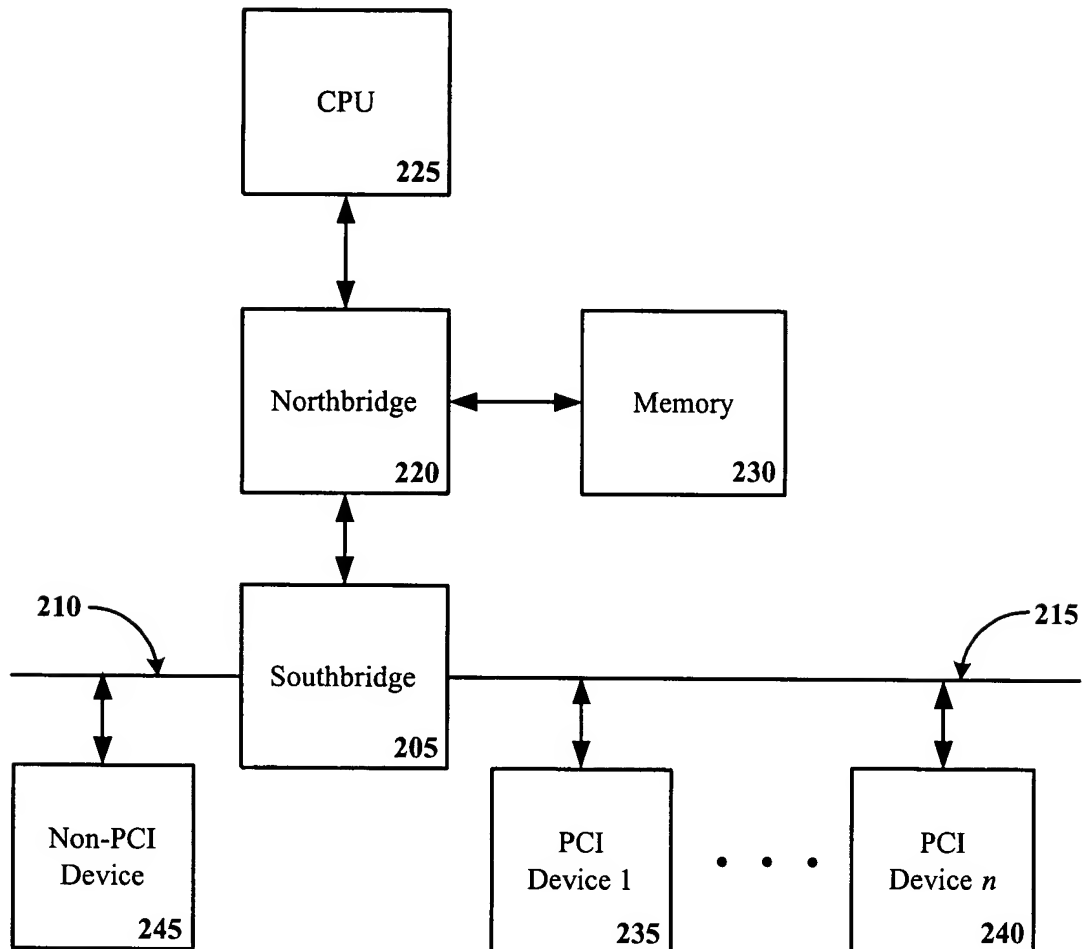 CPU
225
Northbridge
220
Memory
230
210
215
Southbridge
205
Non-PCI
Device
245
PCI
Device 1
235
• • •
PCI
Device n
240